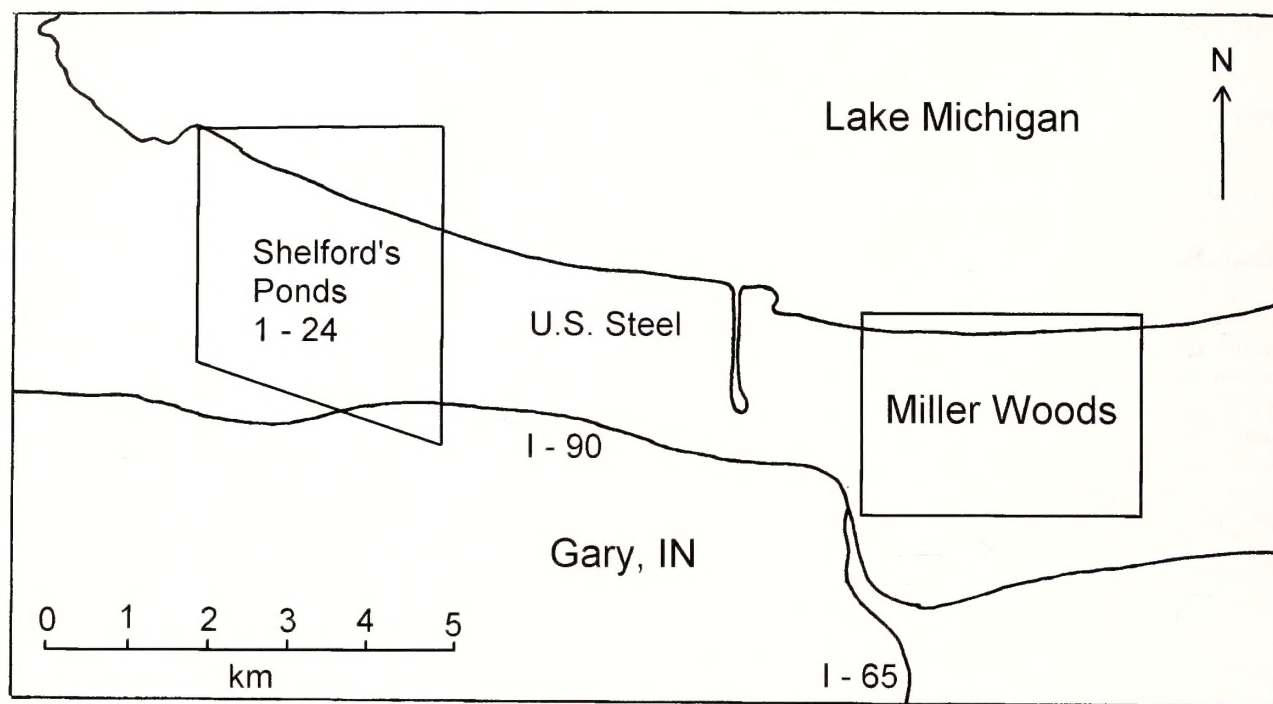 N
Lake Michigan
Shelford's
Ponds
1 - 24
U.S. Steel
Miller Woods
I - 90
Gary, IN
0 1 2 3 4 5
km
I - 65